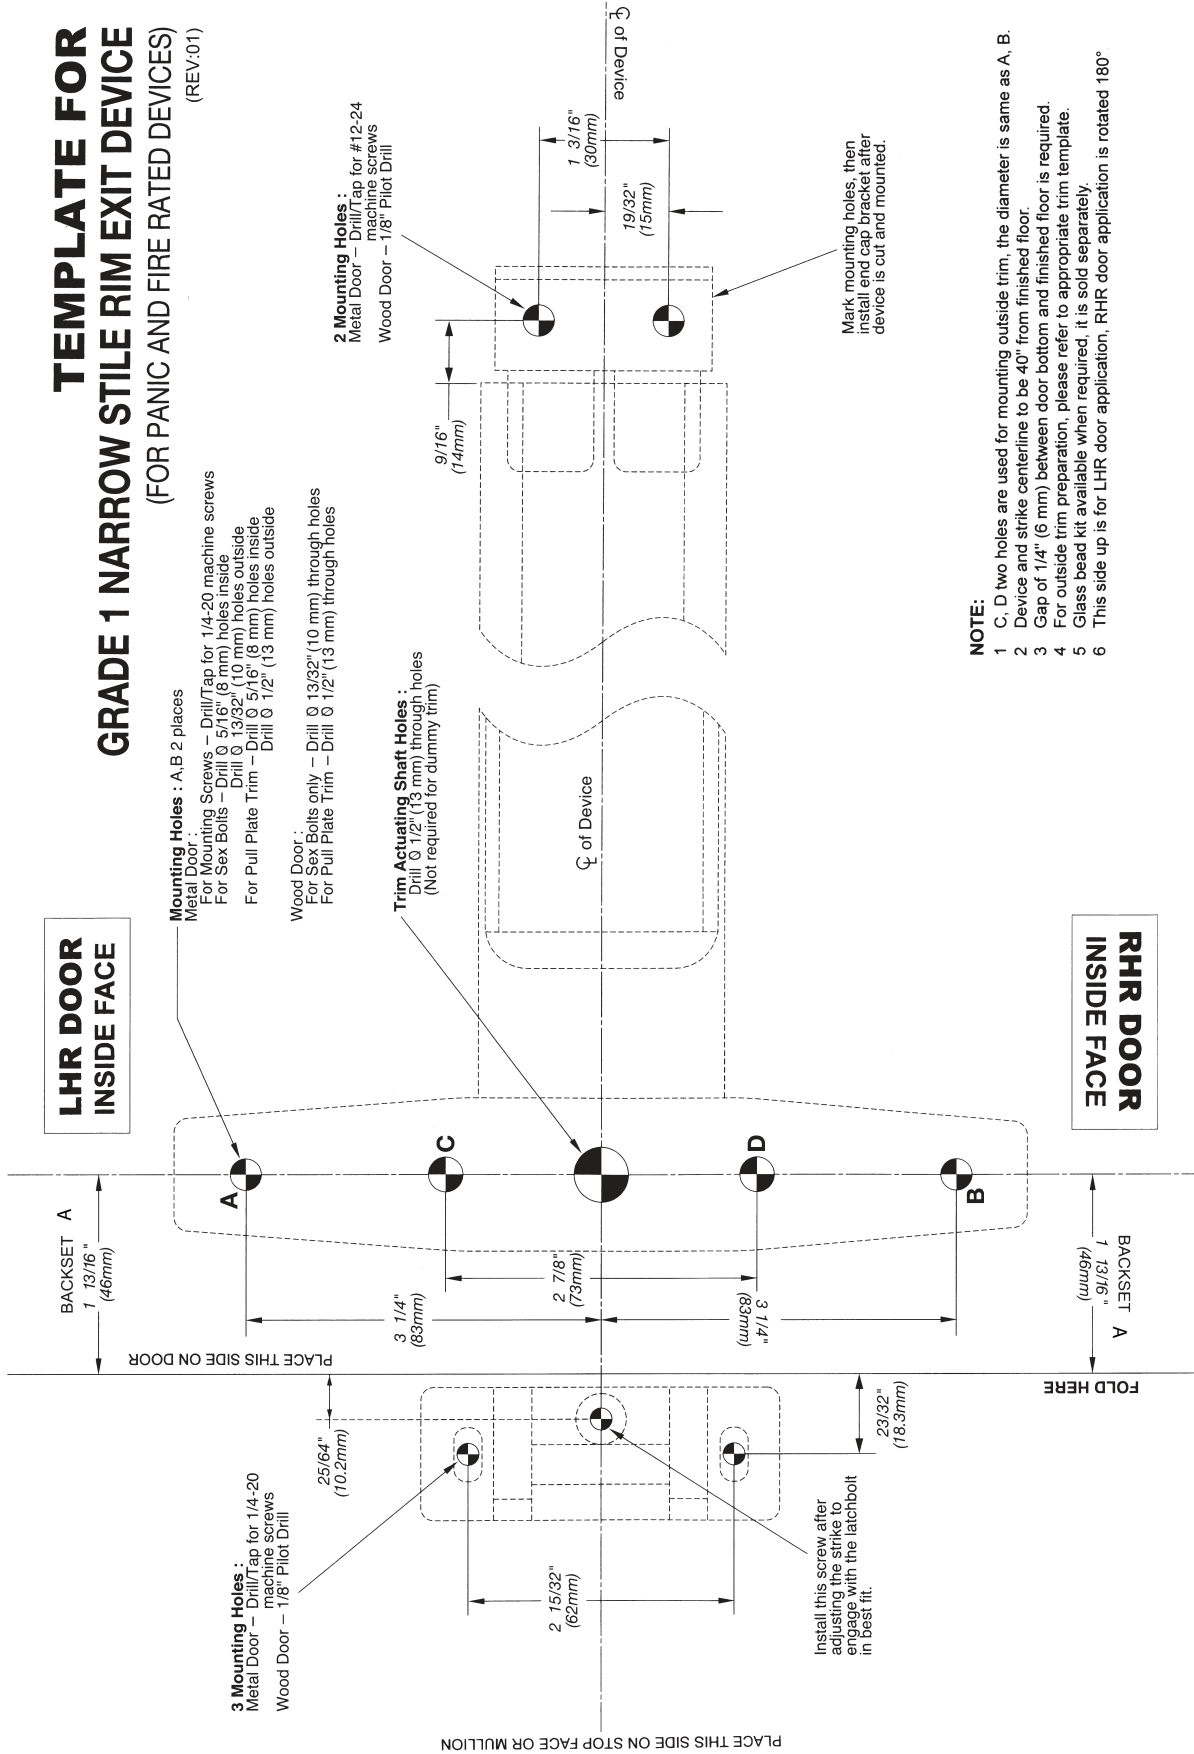 TEMPLATE FOR
GRADE 1 NARROW STILE RIM EXIT DEVICE
(FOR PANIC AND FIRE RATED DEVICES)
(REV:01)
LHR DOOR
INSIDE FACE
Mounting Holes : A,B 2 places
Metal Door :
For Mounting Screws – Drill/Tap for 1/4-20 machine screws
For Sex Bolts – Drill Ø 5/16" (8 mm) holes inside
Drill Ø 13/32" (10 mm) holes outside
For Pull Plate Trim – Drill Ø 5/16" (8 mm) holes inside
Drill Ø 1/2" (13 mm) holes outside
Wood Door :
For Sex Bolts only – Drill Ø 13/32" (10 mm) through holes
For Pull Plate Trim – Drill Ø 1/2" (13 mm) through holes
2 Mounting Holes :
Metal Door – Drill/Tap for #12-24
machine screws
Wood Door – 1/8" Pilot Drill
Trim Actuating Shaft Holes :
Drill Ø 1/2" (13 mm) through holes
(Not required for dummy trim)
3 Mounting Holes :
Metal Door – Drill/Tap for 1/4-20
machine screws
Wood Door – 1/8" Pilot Drill
BACKSET A
1 13/16"
(46mm)
PLACE THIS SIDE ON DOOR
25/64"
(10.2mm)
A
C
D
B
3 1/4"
(83mm)
2 7/8"
(73mm)
3 1/4"
(83mm)
2 15/32"
(62mm)
23/32"
(18.3mm)
9/16"
(14mm)
1 3/16"
(30mm)
19/32"
(15mm)
℄ of Device
℄ of Device
Mark mounting holes, then
install end cap bracket after
device is cut and mounted.
Install this screw after
adjusting the strike to
engage with the latchbolt
in best fit.
PLACE THIS SIDE ON STOP FACE OR MULLION
FOLD HERE
BACKSET A
1 13/16"
(46mm)
RHR DOOR
INSIDE FACE
NOTE:
1 C, D two holes are used for mounting outside trim, the diameter is same as A, B.
2 Device and strike centerline to be 40" from finished floor.
3 Gap of 1/4" (6 mm) between door bottom and finished floor is required.
4 For outside trim preparation, please refer to appropriate trim template.
5 Glass bead kit available when required, it is sold separately.
6 This side up is for LHR door application, RHR door application is rotated 180°